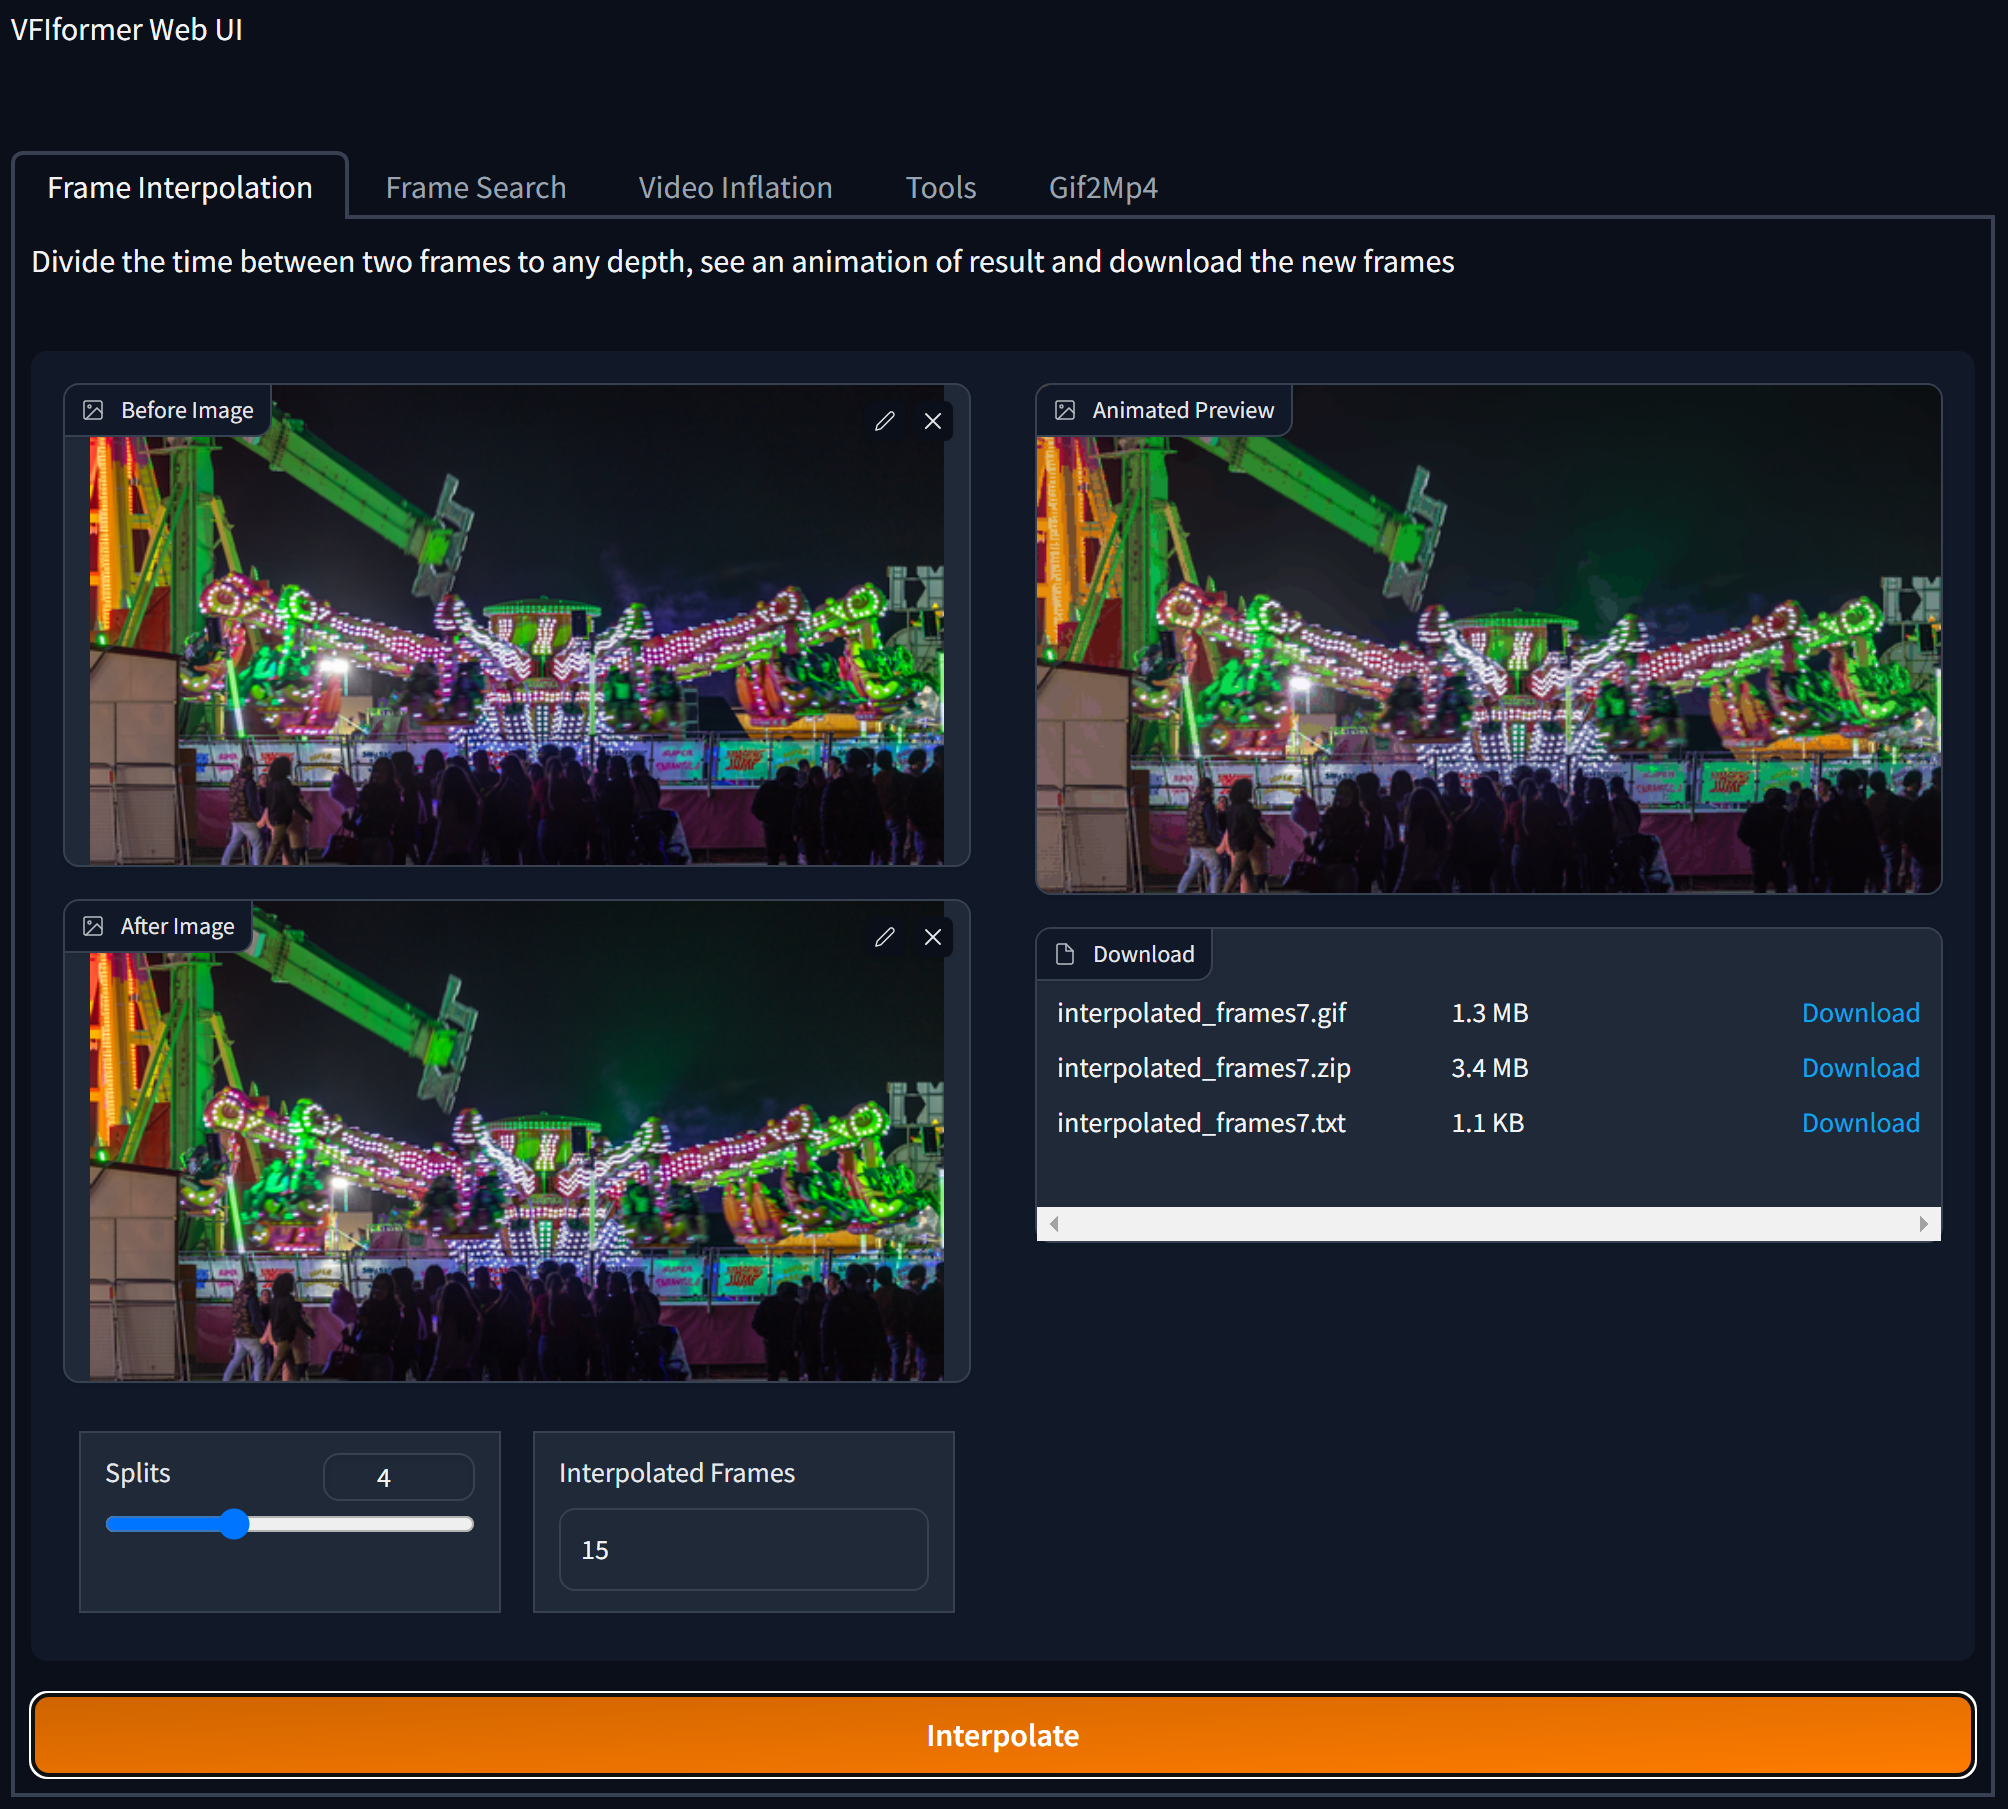 VFIformer Web UI
Frame Interpolation
Frame Search
Video Inflation
Tools
Gif2Mp4
Divide the time between two frames to any depth, see an animation of result and download the new frames
Before Image
After Image
Splits
4
Interpolated Frames
15
Animated Preview
Download
interpolated_frames7.gif 1.3 MB Download
interpolated_frames7.zip 3.4 MB Download
interpolated_frames7.txt 1.1 KB Download
Interpolate